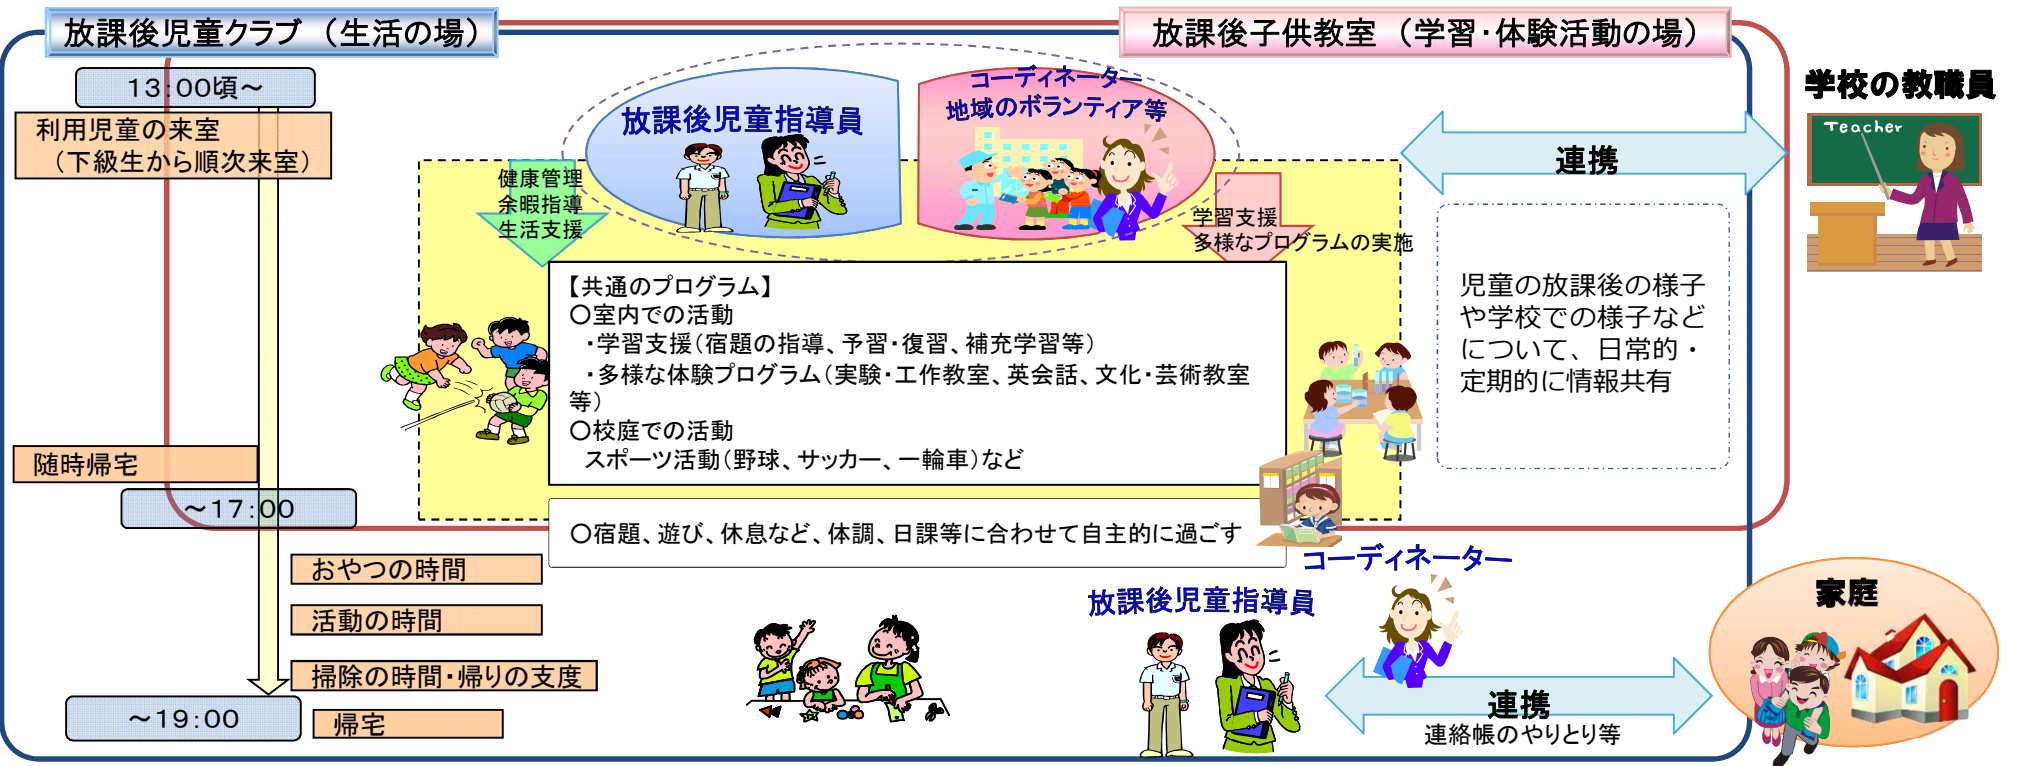 放課後児童クラブ （生活の場）
放課後子供教室 （学習・体験活動の場）
13:00頃～
利用児童の来室
（下級生から順次来室）
放課後児童指導員
コーディネーター
地域のボランティア等
健康管理
余暇指導
生活支援
学習支援
多様なプログラムの実施
連携
学校の教職員
Teacher
児童の放課後の様子
や学校での様子など
について、日常的・
定期的に情報共有
【共通のプログラム】
○室内での活動
・学習支援（宿題の指導、予習・復習、補充学習等）
・多様な体験プログラム（実験・工作教室、英会話、文化・芸術教室
等）
○校庭での活動
スポーツ活動（野球、サッカー、一輪車）など
随時帰宅
～17:00
○宿題、遊び、休息など、体調、日課等に合わせて自主的に過ごす
おやつの時間
活動の時間
掃除の時間・帰りの支度
～19:00
帰宅
コーディネーター
放課後児童指導員
連携
連絡帳のやりとり等
家庭